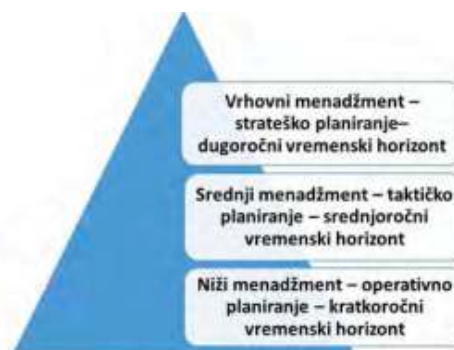 Vrhovni menadžment –
strateško planiranje–
dugoročni vremenski horizont
Srednji menadžment – taktičko
planiranje – srednjoročni
vremenski horizont
Niži menadžment – operativno
planiranje – kratkoročni
vremenski horizont